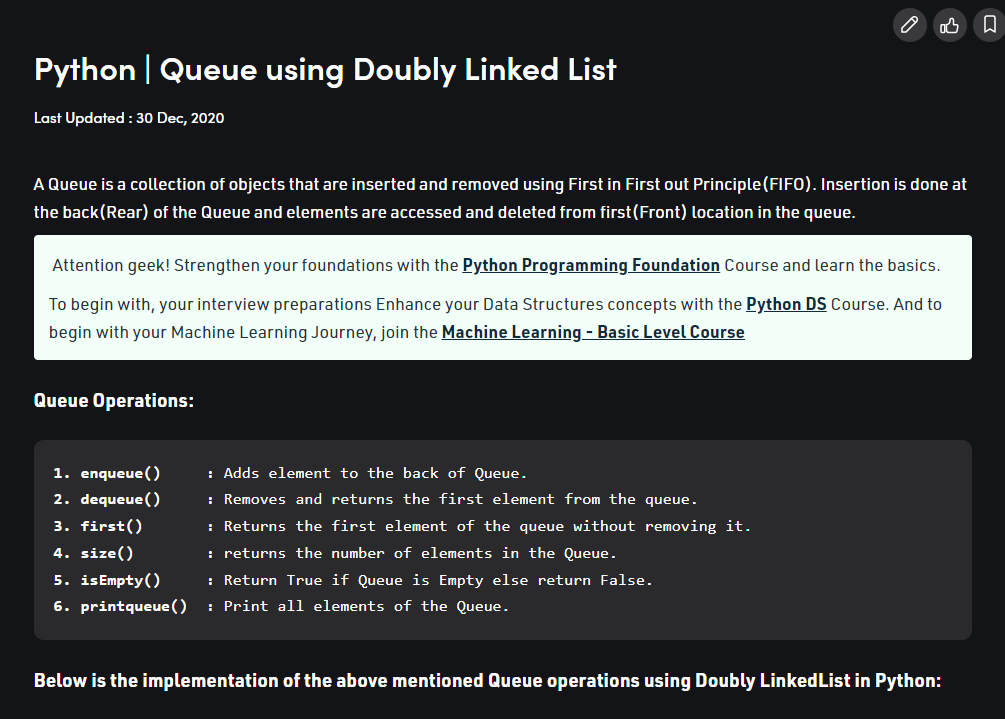 Python | Queue using Doubly Linked List
Last Updated : 30 Dec, 2020
A Queue is a collection of objects that are inserted and removed using First in First out Principle(FIFO). Insertion is done at
the back(Rear) of the Queue and elements are accessed and deleted from first(Front) location in the queue.
Attention geek! Strengthen your foundations with the Python Programming Foundation Course and learn the basics.
To begin with, your interview preparations Enhance your Data Structures concepts with the Python DS Course. And to
begin with your Machine Learning Journey, join the Machine Learning - Basic Level Course
Queue Operations:
1. enqueue() : Adds element to the back of Queue.
2. dequeue() : Removes and returns the first element from the queue.
3. first() : Returns the first element of the queue without removing it.
4. size() : returns the number of elements in the Queue.
5. isEmpty() : Return True if Queue is Empty else return False.
6. printqueue() : Print all elements of the Queue.
Below is the implementation of the above mentioned Queue operations using Doubly LinkedList in Python: